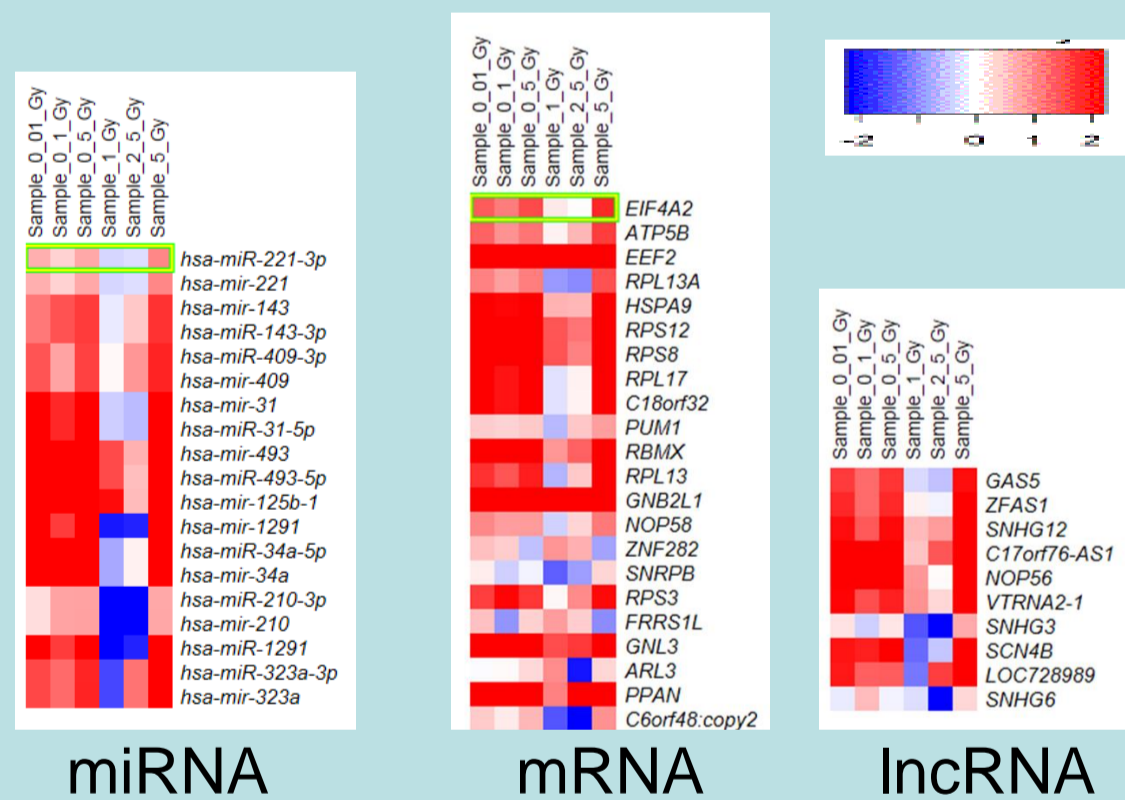 Sample_0_01_Gy
Sample_0_1_Gy
Sample_0_5_Gy
Sample_1_Gy
Sample_2_5_Gy
Sample_5_Gy
hsa-miR-221-3p
hsa-mir-221
hsa-mir-143
hsa-miR-143-3p
hsa-miR-409-3p
hsa-mir-409
hsa-mir-31
hsa-miR-31-5p
hsa-mir-493
hsa-miR-493-5p
hsa-mir-125b-1
hsa-mir-1291
hsa-miR-34a-5p
hsa-mir-34a
hsa-miR-210-3p
hsa-mir-210
hsa-miR-1291
hsa-miR-323a-3p
hsa-mir-323a
miRNA
Sample_0_01_Gy
Sample_0_1_Gy
Sample_0_5_Gy
Sample_1_Gy
Sample_2_5_Gy
Sample_5_Gy
EIF4A2
ATP5B
EEF2
RPL13A
HSPA9
RPS12
RPS8
RPL17
C18orf32
PUM1
RBMX
RPL13
GNB2L1
NOP58
ZNF282
SNRPB
RPS3
FRRS1L
GNL3
ARL3
PPAN
C6orf48:copy2
mRNA
Sample_0_01_Gy
Sample_0_1_Gy
Sample_0_5_Gy
Sample_1_Gy
Sample_2_5_Gy
Sample_5_Gy
GAS5
ZFAS1
SNHG12
C17orf76-AS1
NOP56
VTRNA2-1
SNHG3
SCN4B
LOC728989
SNHG6
lncRNA